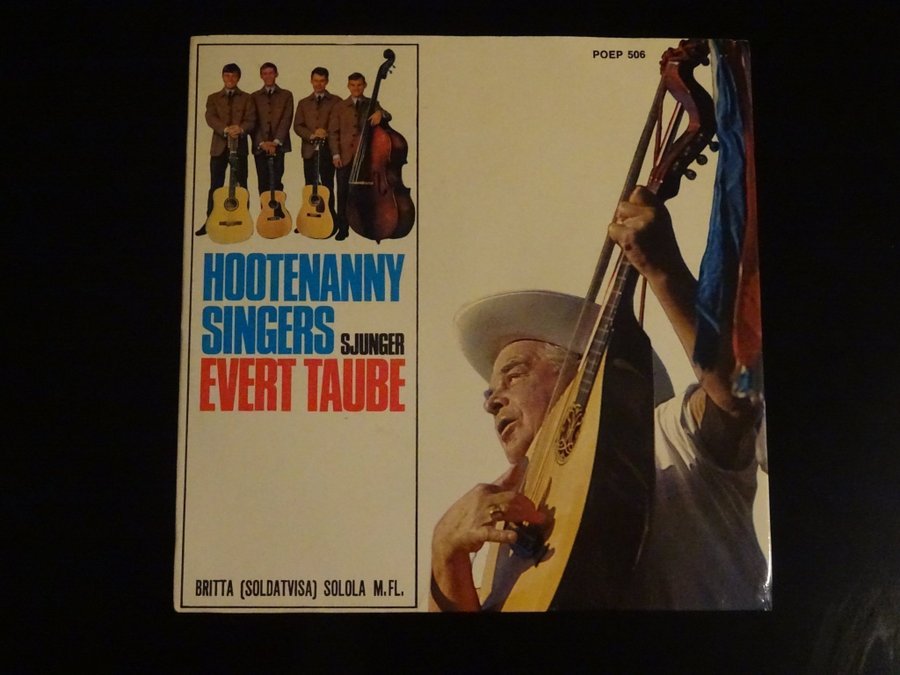 POEP 506
HOOTENANNY
SINGERS SJUNGER
EVERT TAUBE
BRITTA (SOLDATVISA) SOLOLA M.FL.